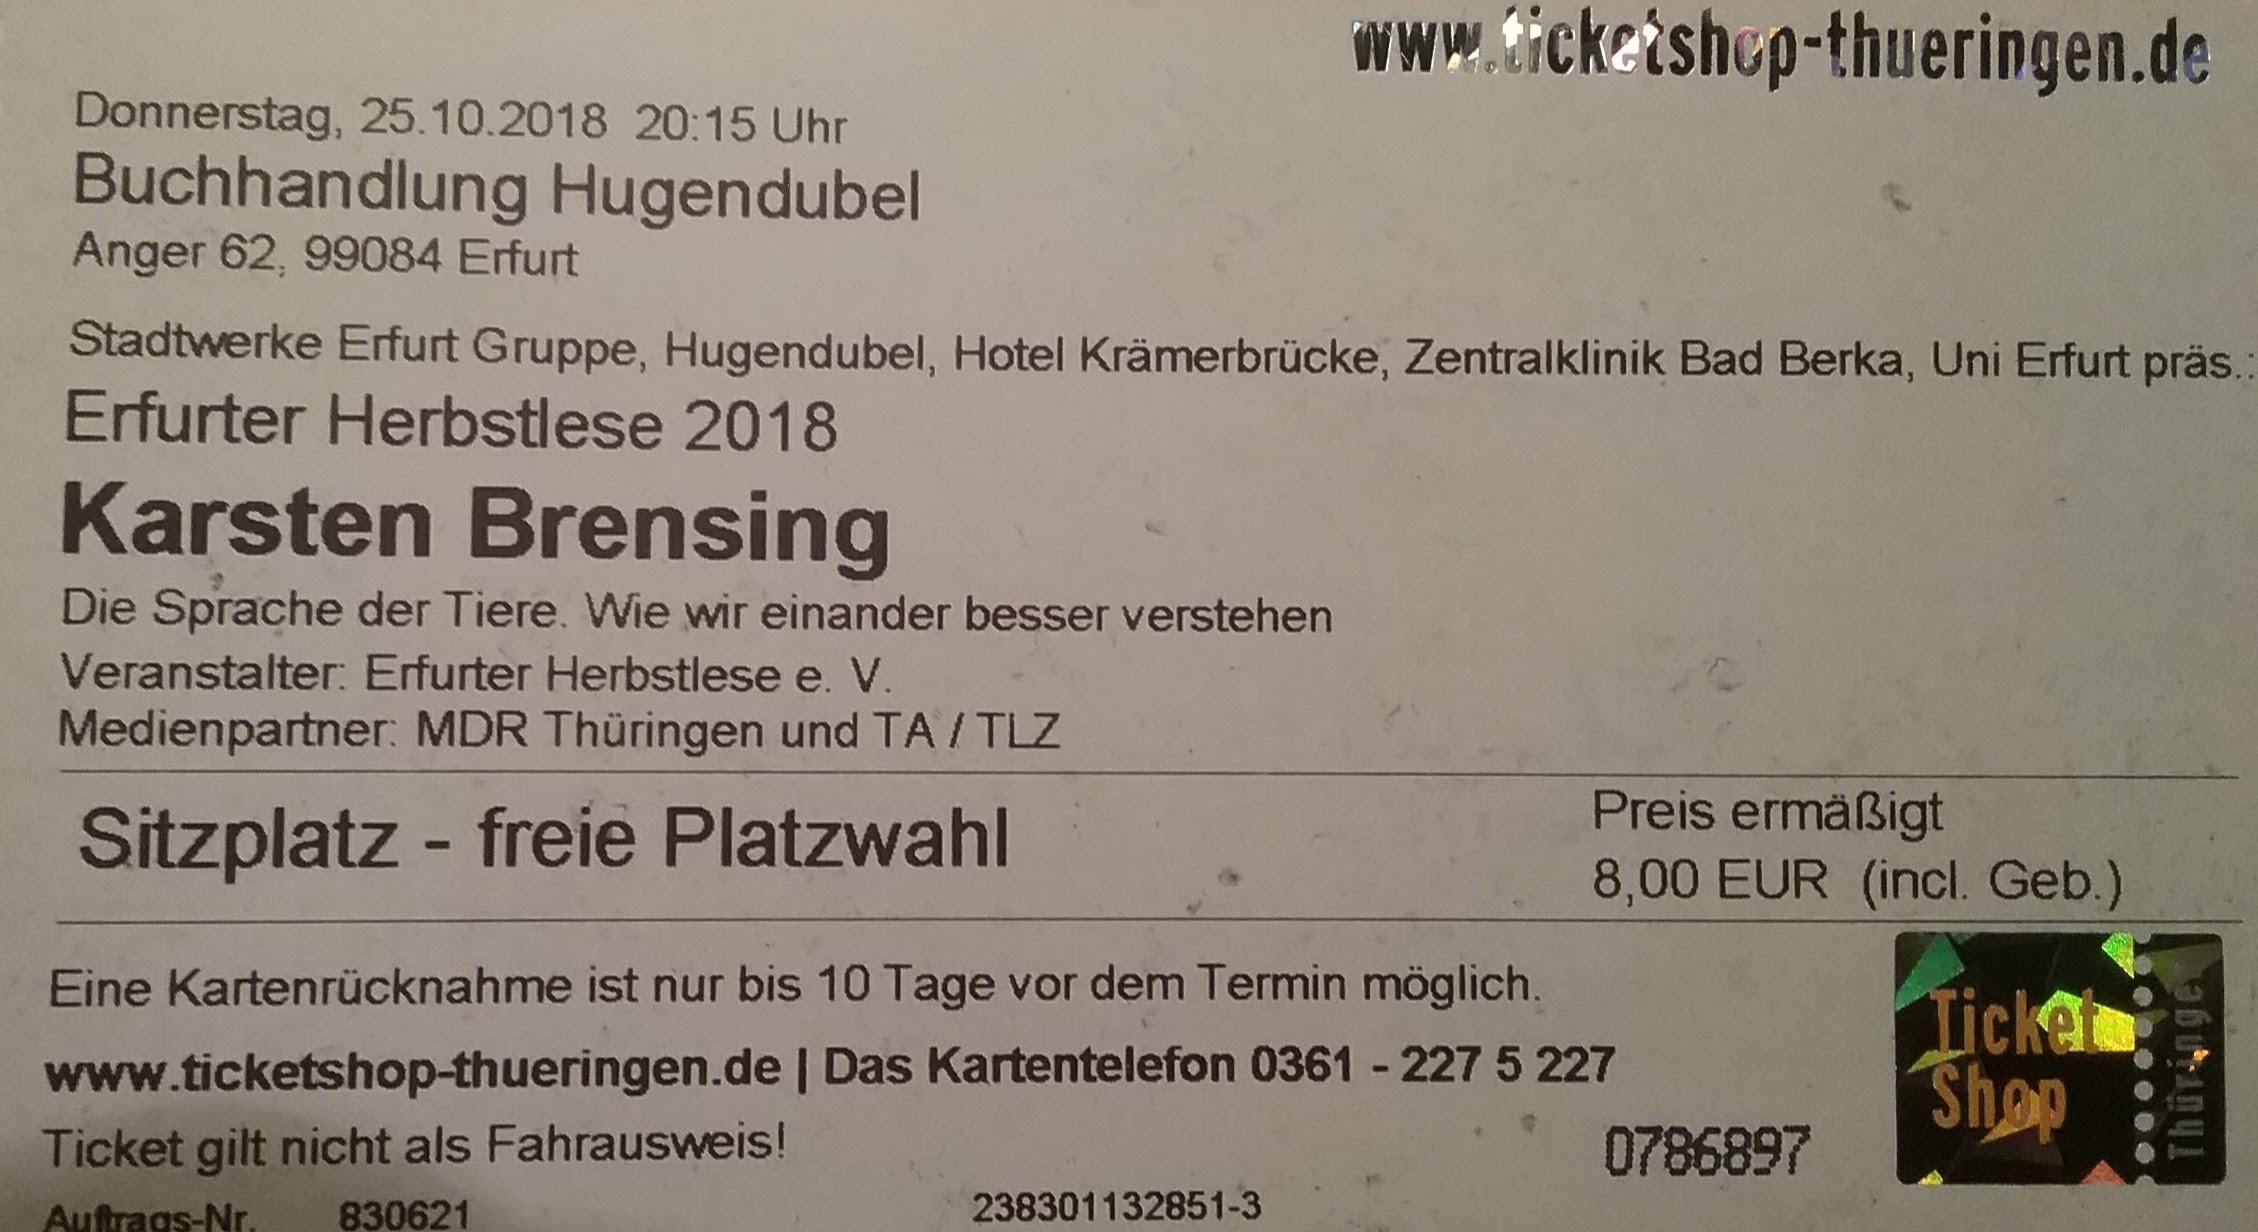 www.ticketshop-thueringen.de
Donnerstag, 25.10.2018 20:15 Uhr
Buchhandlung Hugendubel
Anger 62, 99084 Erfurt
Stadtwerke Erfurt Gruppe, Hugendubel, Hotel Krämerbrücke, Zentralklinik Bad Berka, Uni Erfurt präs.:
Erfurter Herbstlese 2018
Karsten Brensing
Die Sprache der Tiere. Wie wir einander besser verstehen
Veranstalter: Erfurter Herbstlese e. V.
Medienpartner: MDR Thüringen und TA / TLZ
Sitzplatz - freie Platzwahl
Preis ermäßigt
8,00 EUR (incl. Geb.)
Eine Kartenrücknahme ist nur bis 10 Tage vor dem Termin möglich.
www.ticketshop-thueringen.de | Das Kartentelefon 0361 - 227 5 227
Ticket gilt nicht als Fahrausweis!
0786897
Ticket
Shop
Thüringen
Auftrags-Nr. 830621 238301132851-3